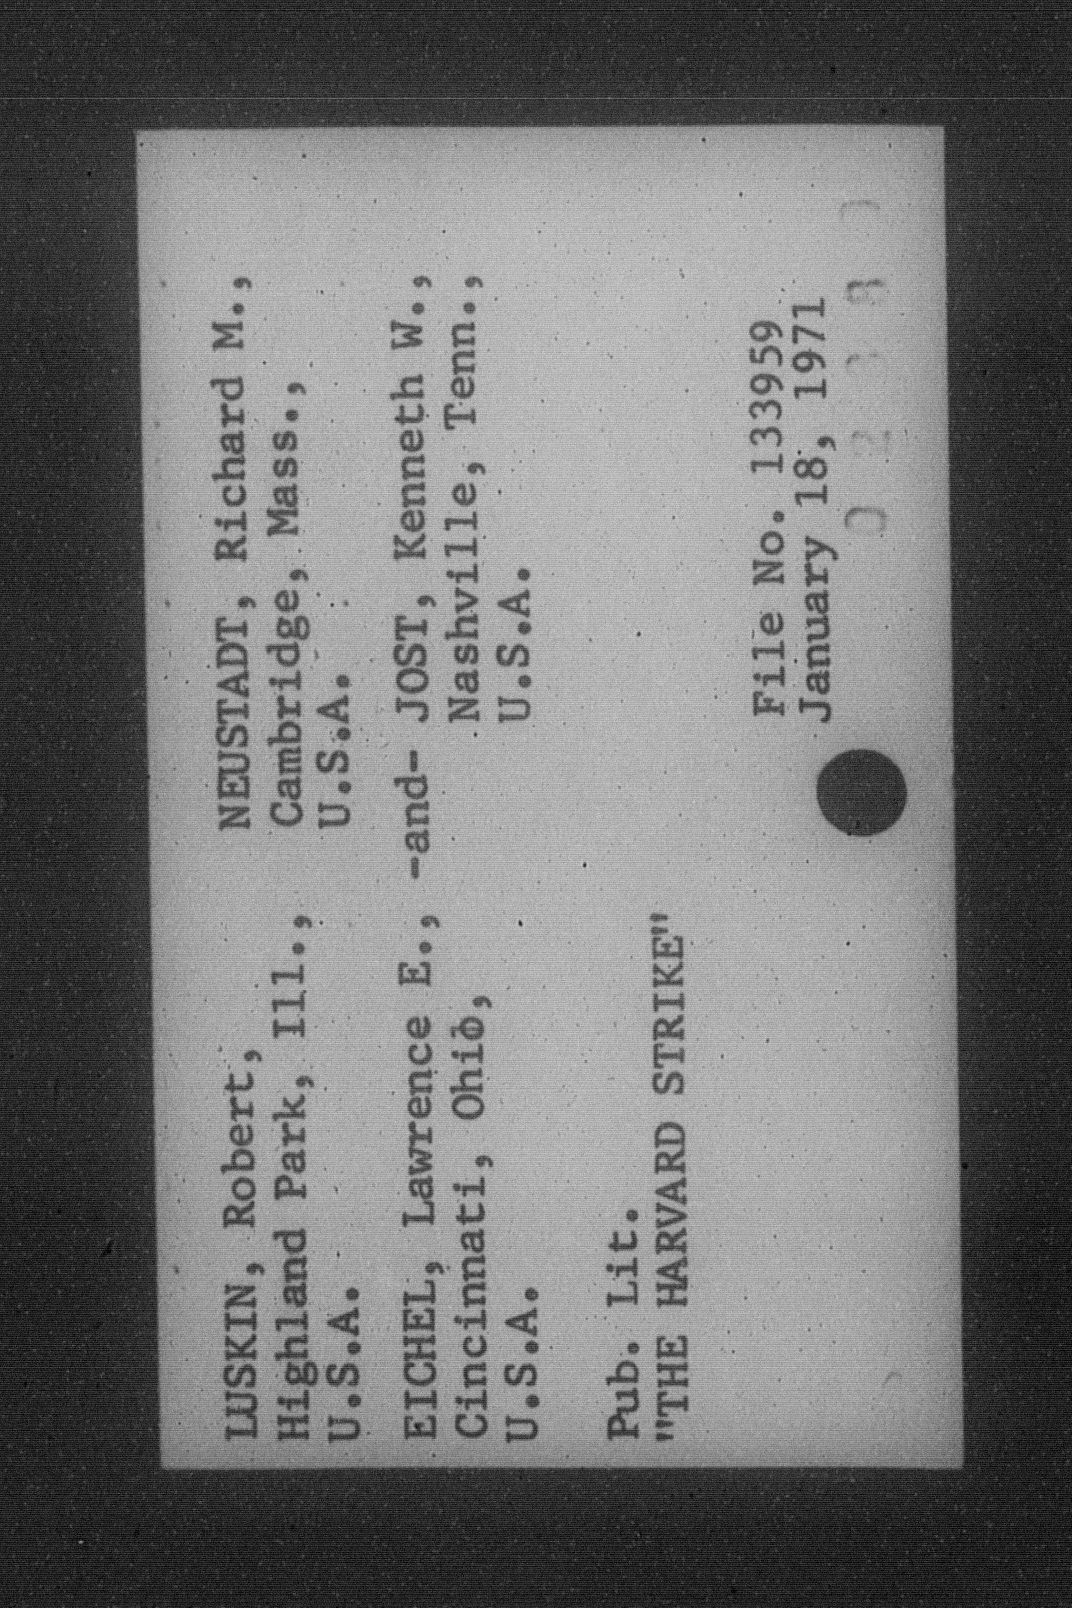 LUSKIN, Robert,
Highland Park, Ill.,
U.S.A.
NEUSTADT, Richard M.,
Cambridge, Mass.,
U.S.A.
EICHEL, Lawrence E.,
Cincinnati, Ohio,
U.S.A.
-and- JOST, Kenneth W.,
Nashville, Tenn.,
U.S.A.
Pub. Lit.
"THE HARVARD STRIKE"
File No. 133959
January 18, 1971